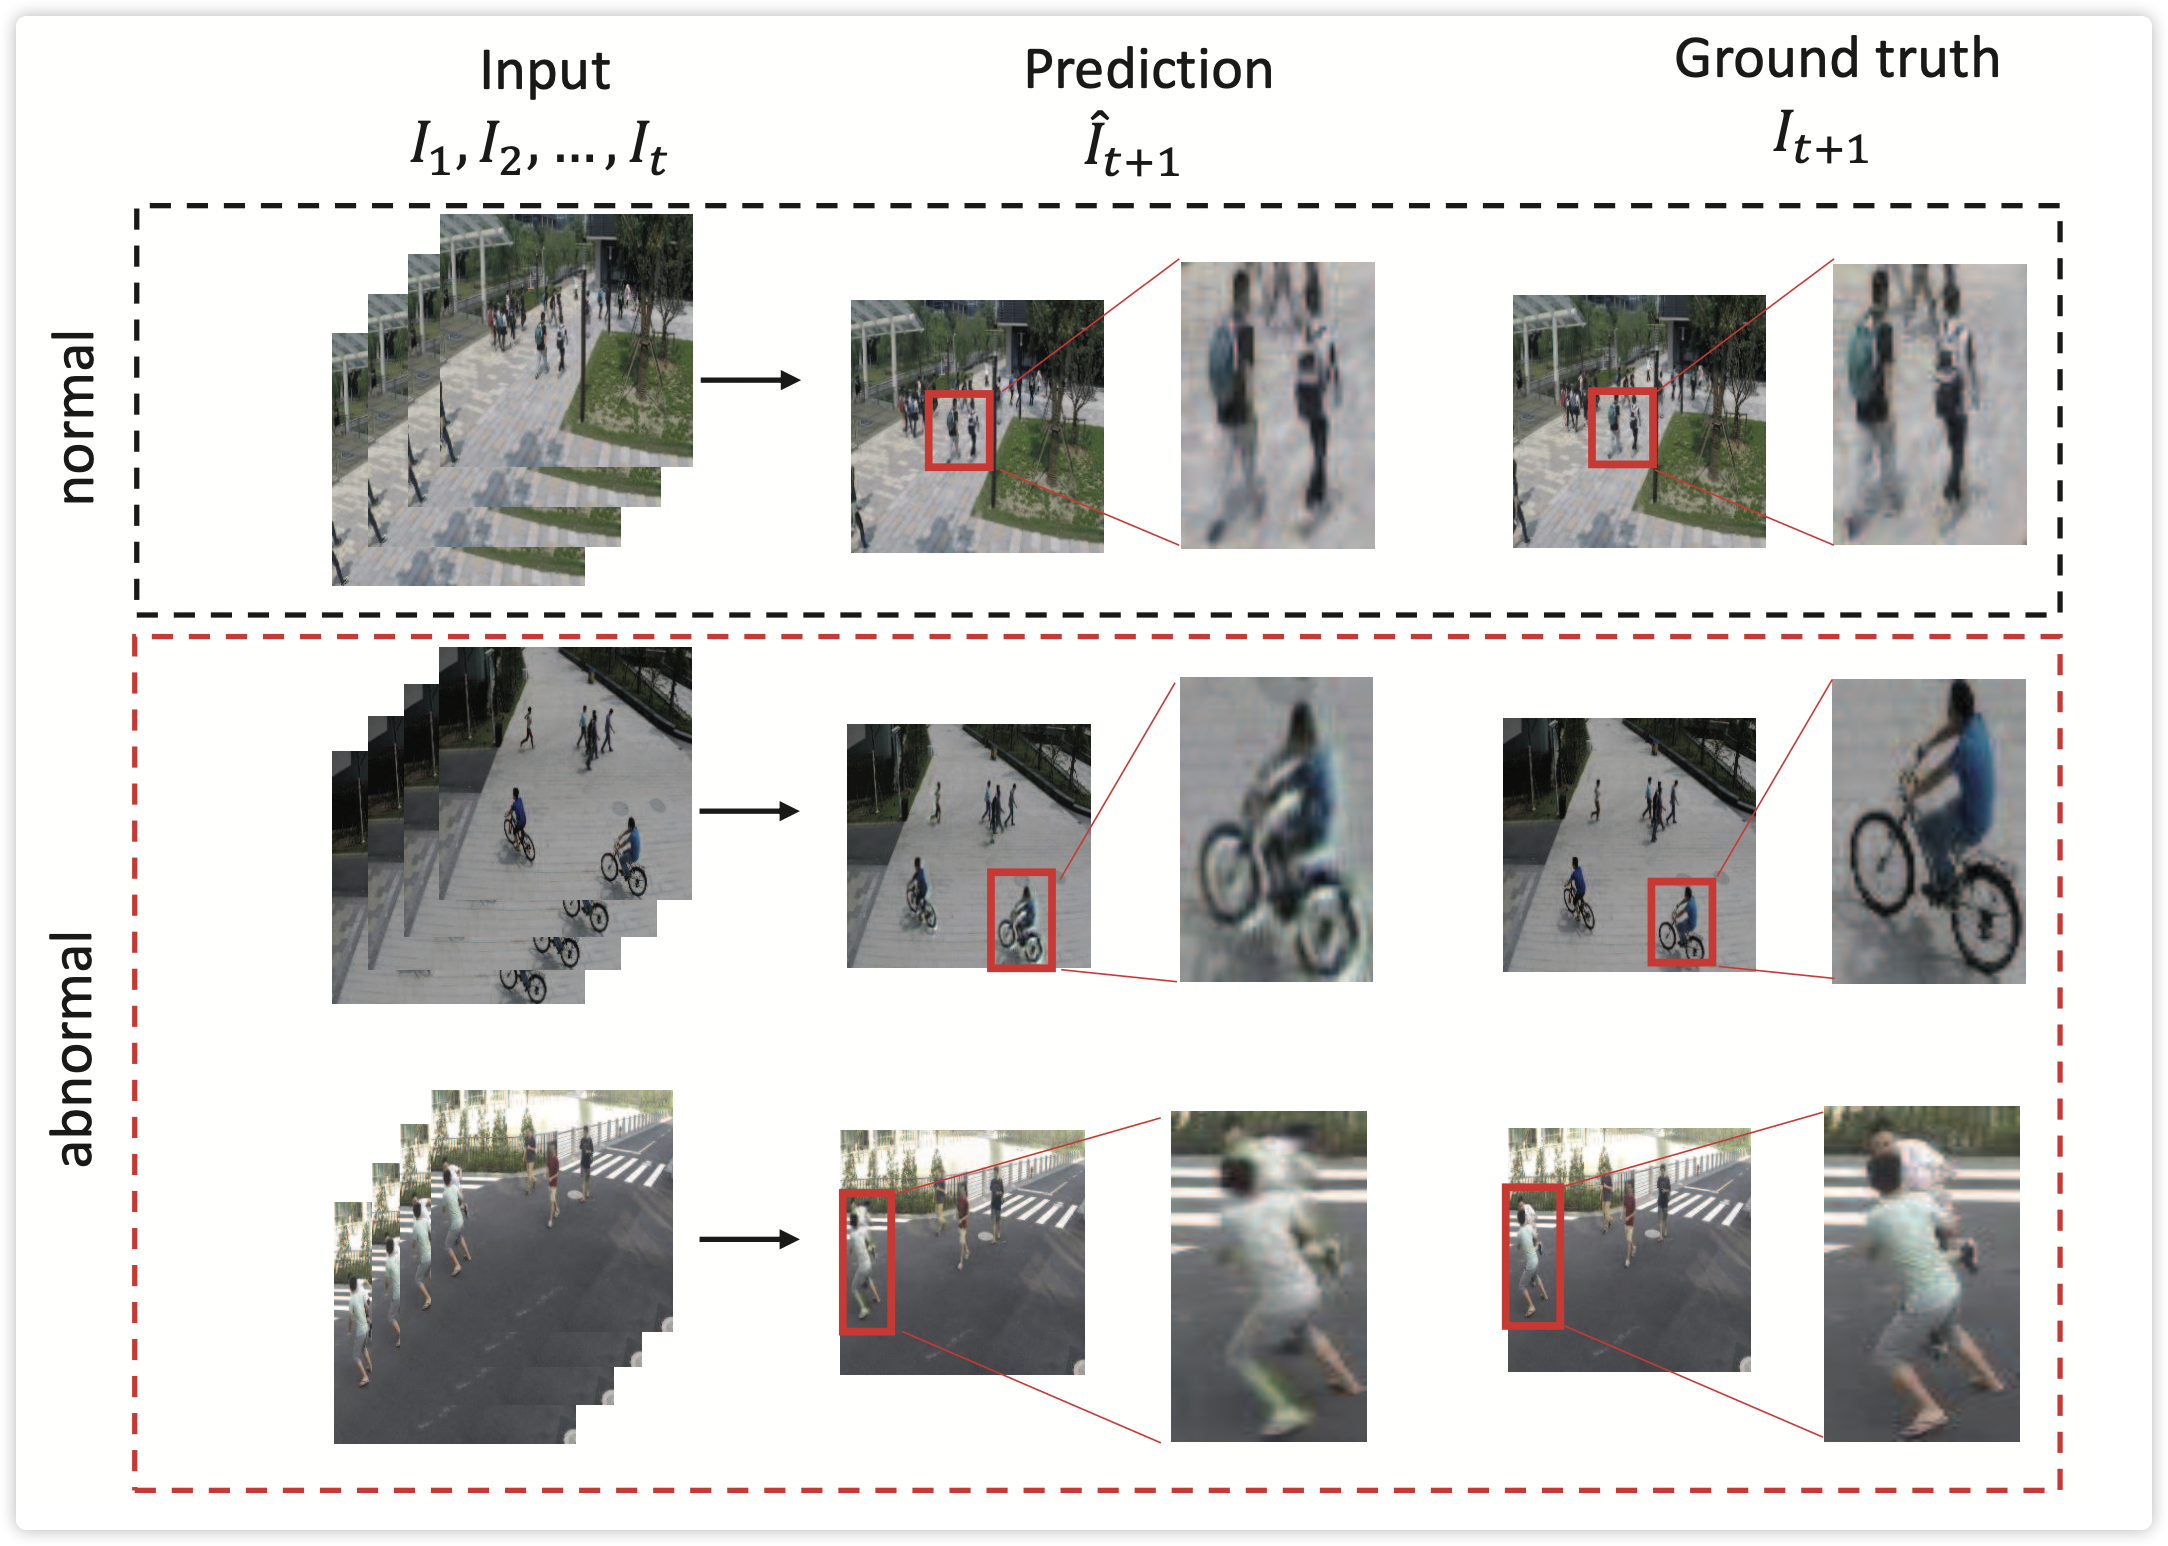 Input
I₁, I₂, ..., Iₜ
Prediction
Îₜ₊₁
Ground truth
Iₜ₊₁
normal
abnormal